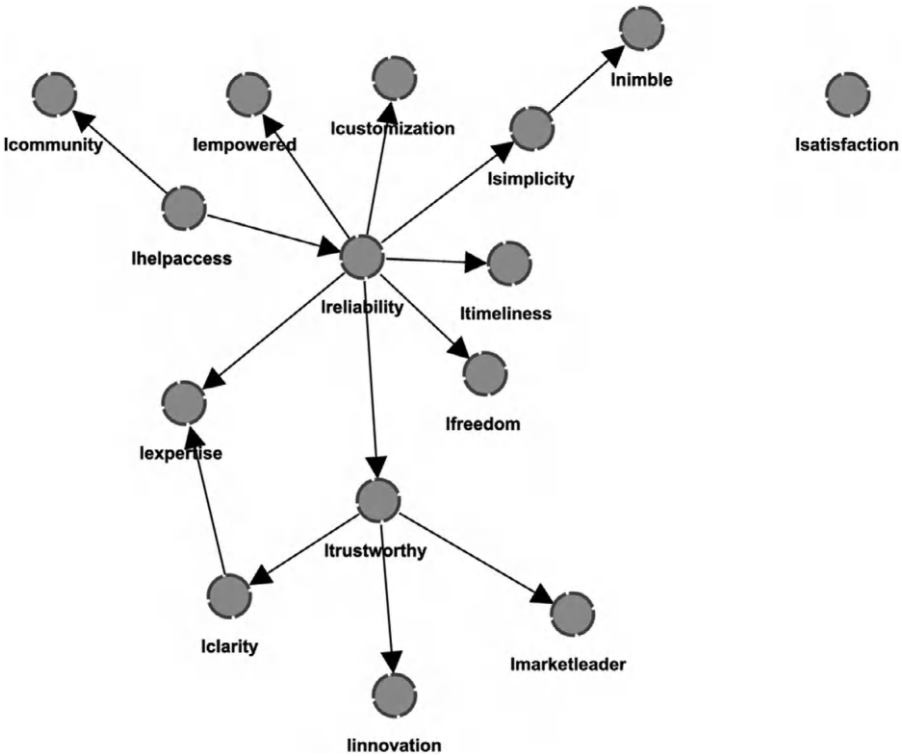 Inimble
Icustomization
Icommunity
Iempowered
Isatisfaction
Isimplicity
Ihelpaccess
Ireliability
Itimeliness
Ifreedom
Iexpertise
Itrustworthy
Iclarity
Imarketleader
Iinnovation